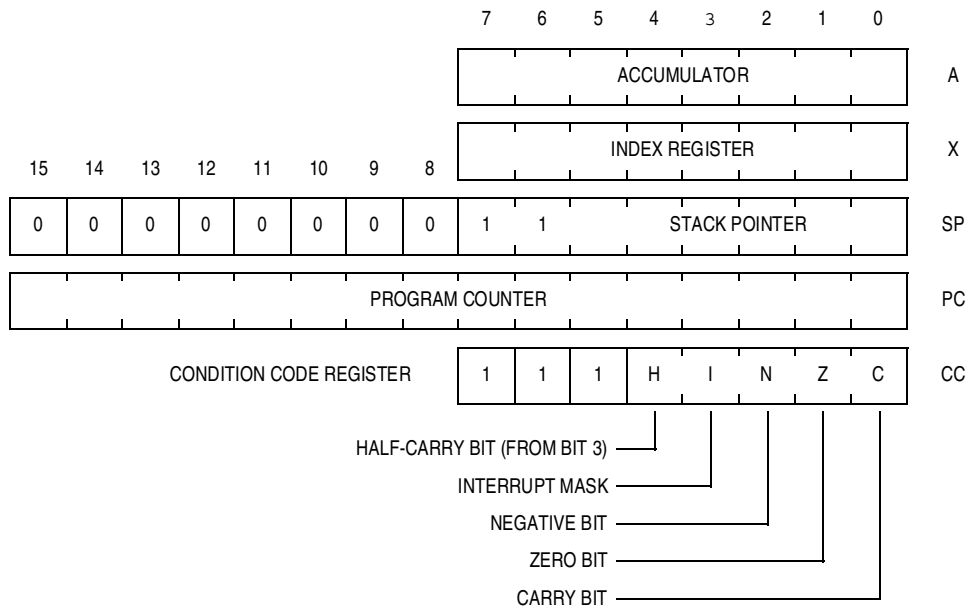 7 6 5 4 3 2 1 0
ACCUMULATOR A
INDEX REGISTER X
15 14 13 12 11 10 9 8
0 0 0 0 0 0 0 0 1 1 STACK POINTER SP
PROGRAM COUNTER PC
CONDITION CODE REGISTER 1 1 1 H I N Z C CC
HALF-CARRY BIT (FROM BIT 3)
INTERRUPT MASK
NEGATIVE BIT
ZERO BIT
CARRY BIT